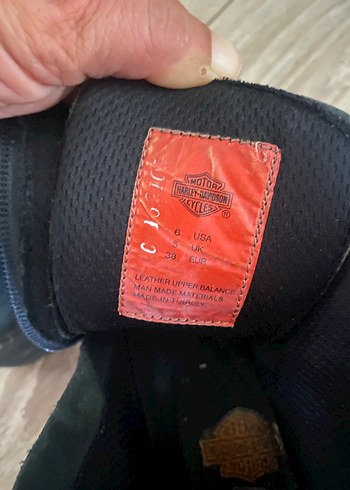 MOTOR
HARLEY-DAVIDSON
CYCLES
®
6 USA
5 UK
38 EUR
LEATHER UPPER BALANCE
MAN MADE MATERIALS
MADE IN TURKEY